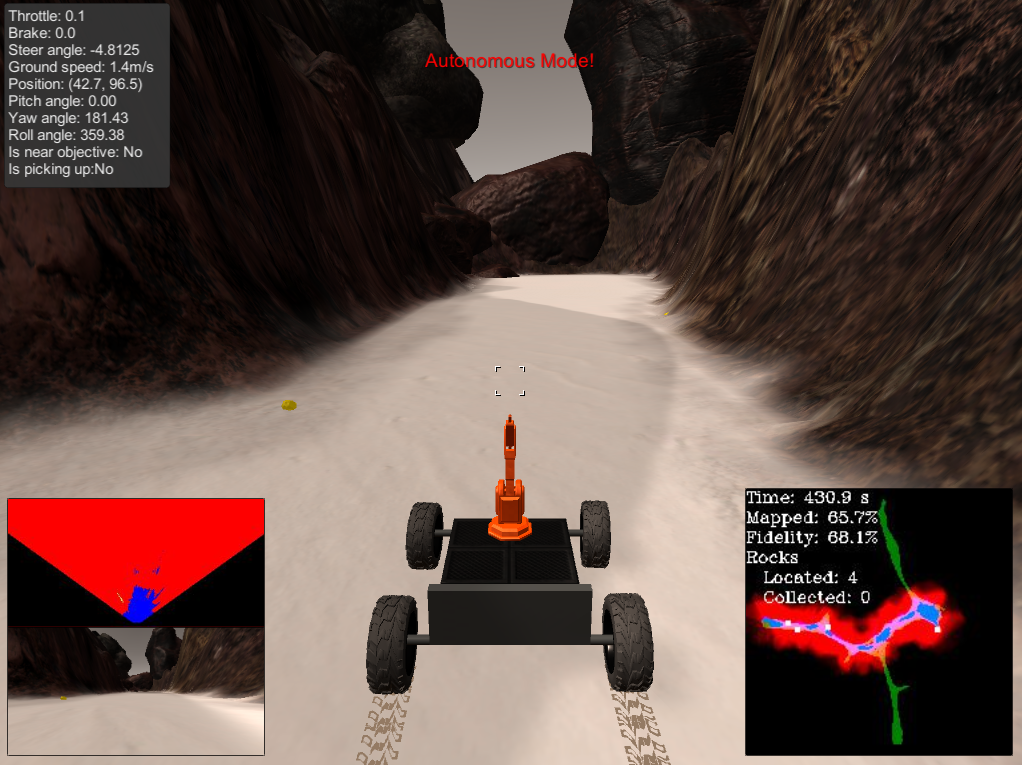 Throttle: 0.1
Brake: 0.0
Steer angle: -4.8125
Ground speed: 1.4m/s
Position: (42.7, 96.5)
Pitch angle: 0.00
Yaw angle: 181.43
Roll angle: 359.38
Is near objective: No
Is picking up:No
Autonomous Mode!
Time: 430.9 s
Mapped: 65.7%
Fidelity: 68.1%
Rocks
Located: 4
Collected: 0